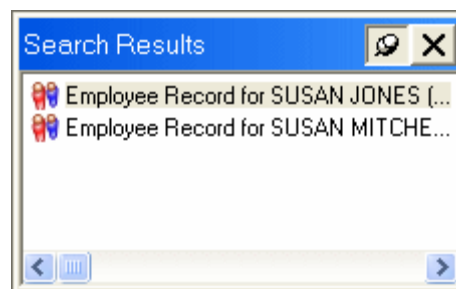 Search Results
Employee Record for SUSAN JONES (...
Employee Record for SUSAN MITCHE...